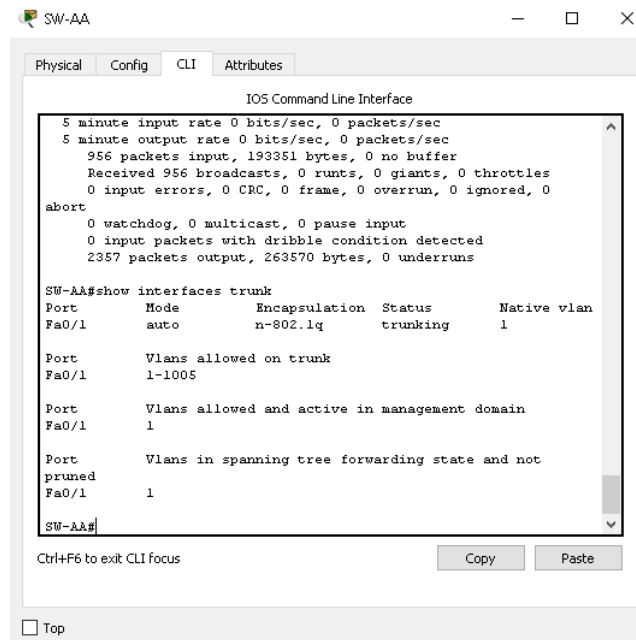 SW-AA
Physical Config CLI Attributes
IOS Command Line Interface
5 minute input rate 0 bits/sec, 0 packets/sec
5 minute output rate 0 bits/sec, 0 packets/sec
956 packets input, 193351 bytes, 0 no buffer
Received 956 broadcasts, 0 runts, 0 giants, 0 throttles
0 input errors, 0 CRC, 0 frame, 0 overrun, 0 ignored, 0
abort
0 watchdog, 0 multicast, 0 pause input
0 input packets with dribble condition detected
2357 packets output, 263570 bytes, 0 underruns
SW-AA#show interfaces trunk
Port Mode Encapsulation Status Native vlan
Fa0/1 auto n-802.1q trunking 1
Port Vlans allowed on trunk
Fa0/1 1-1005
Port Vlans allowed and active in management domain
Fa0/1 1
Port Vlans in spanning tree forwarding state and not
pruned
Fa0/1 1
SW-AA#
Ctrl+F6 to exit CLI focus Copy Paste
Top